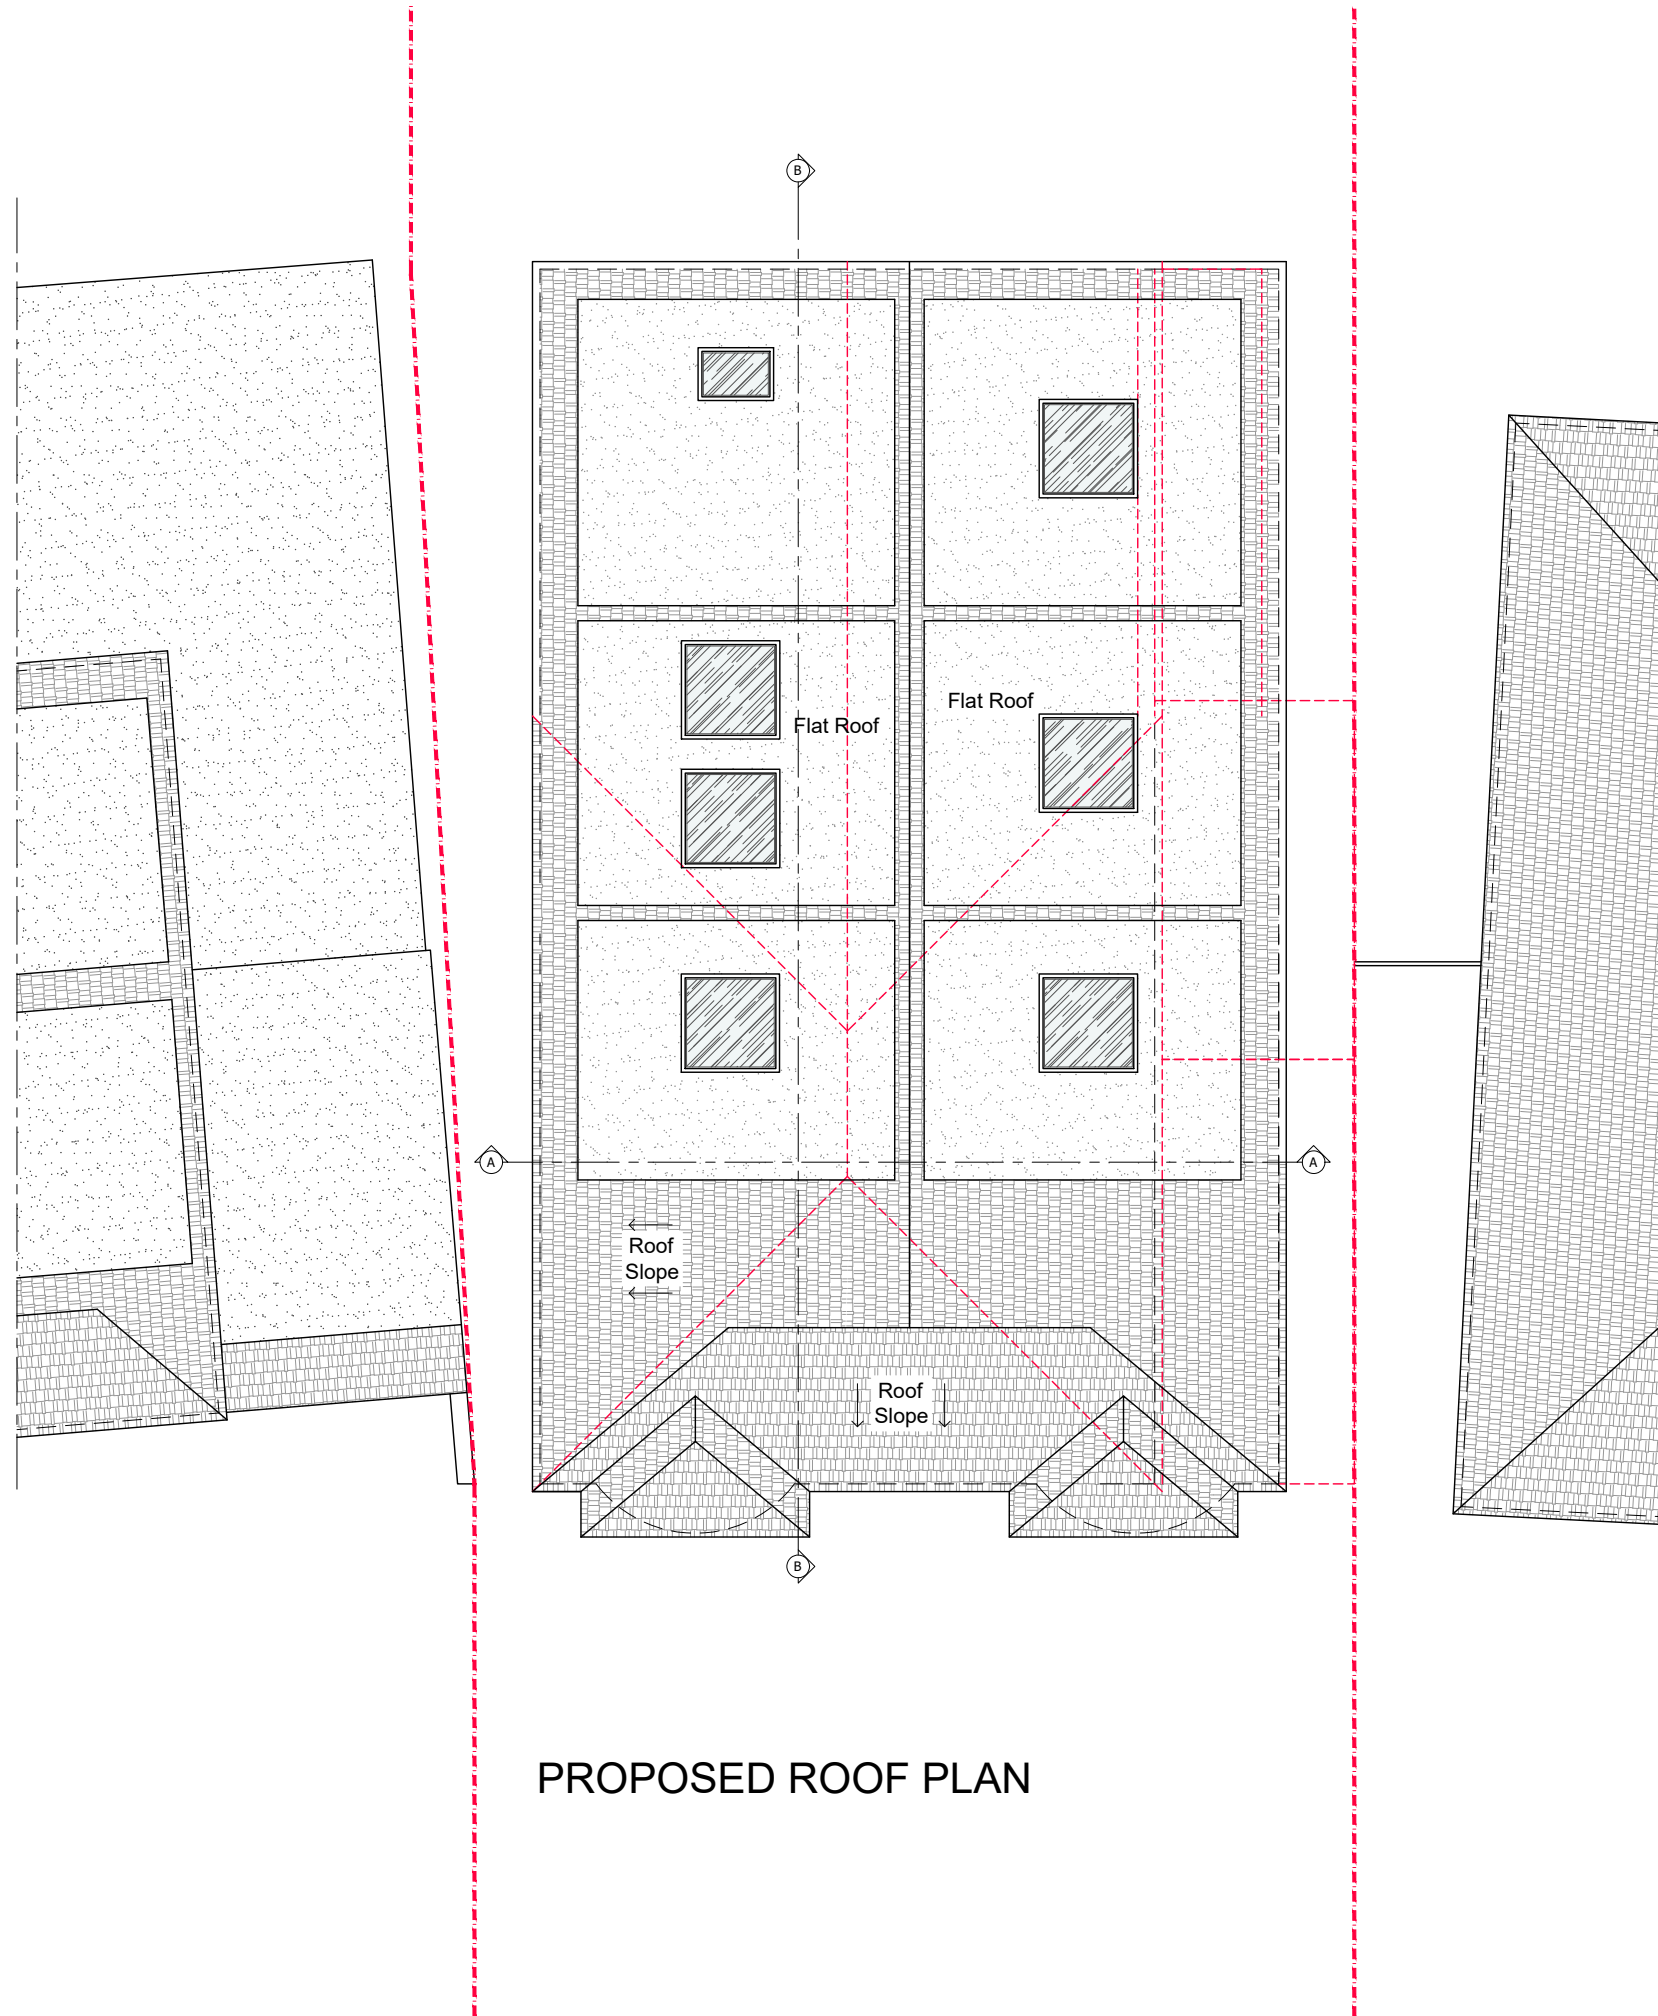 B
Flat Roof
Flat Roof
A
A
Roof
Slope
Roof
Slope
B
PROPOSED ROOF PLAN